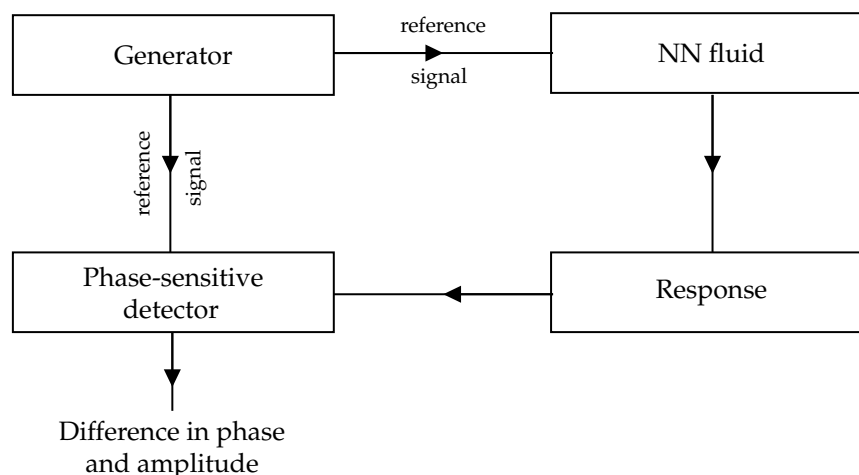 Generator
reference
signal
NN fluid
reference
signal
Phase-sensitive
detector
Response
Difference in phase
and amplitude